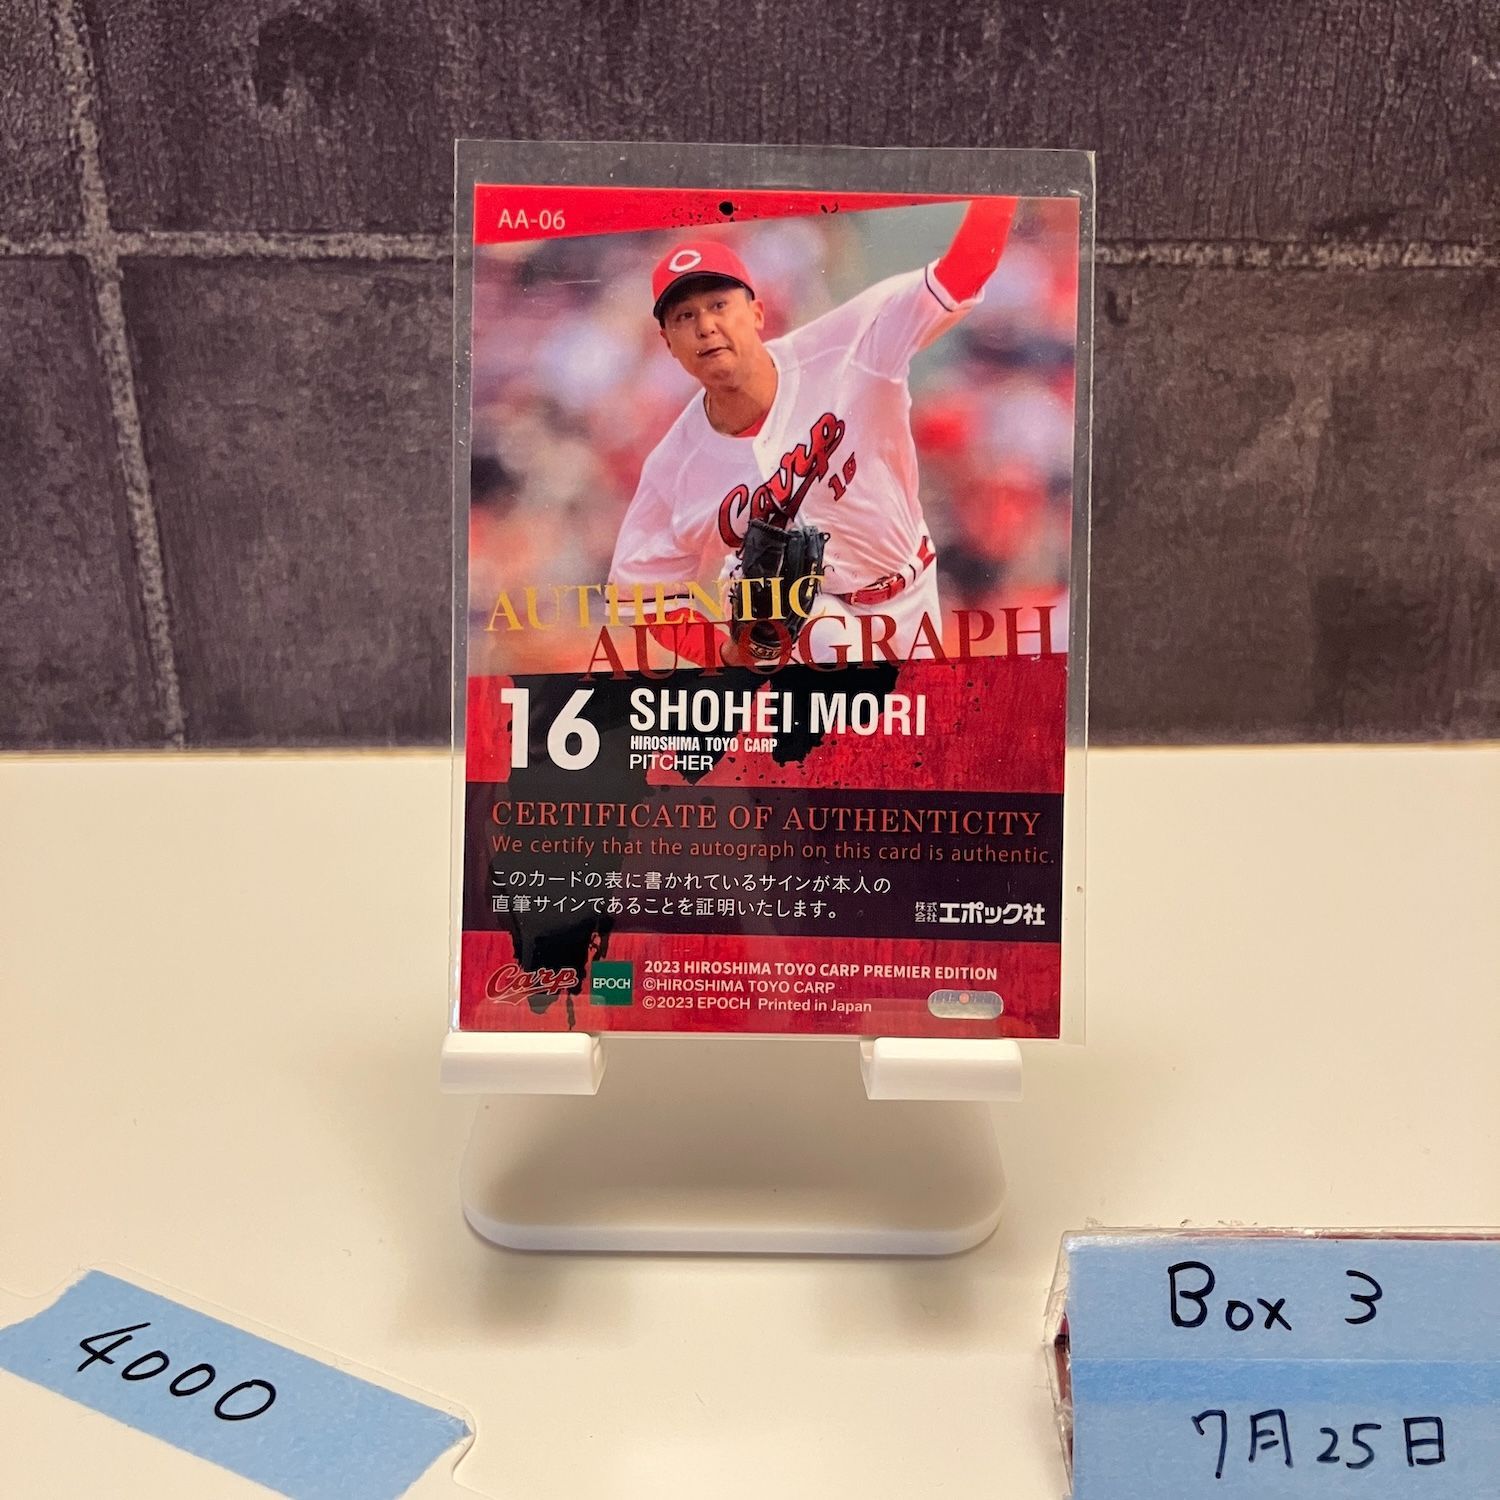 AA-06
C
Carp
16
AUTHENTIC
AUTOGRAPH
16
SHOHEI MORI
HIROSHIMA TOYO CARP
PITCHER
CERTIFICATE OF AUTHENTICITY
We certify that the autograph on this card is authentic.
このカードの表に書かれているサインが本人の
直筆サインであることを証明いたします。
株式会社エポック社
Carp
EPOCH
2023 HIROSHIMA TOYO CARP PREMIER EDITION
©HIROSHIMA TOYO CARP
©2023 EPOCH Printed in Japan
4000
Box 3
7月25日